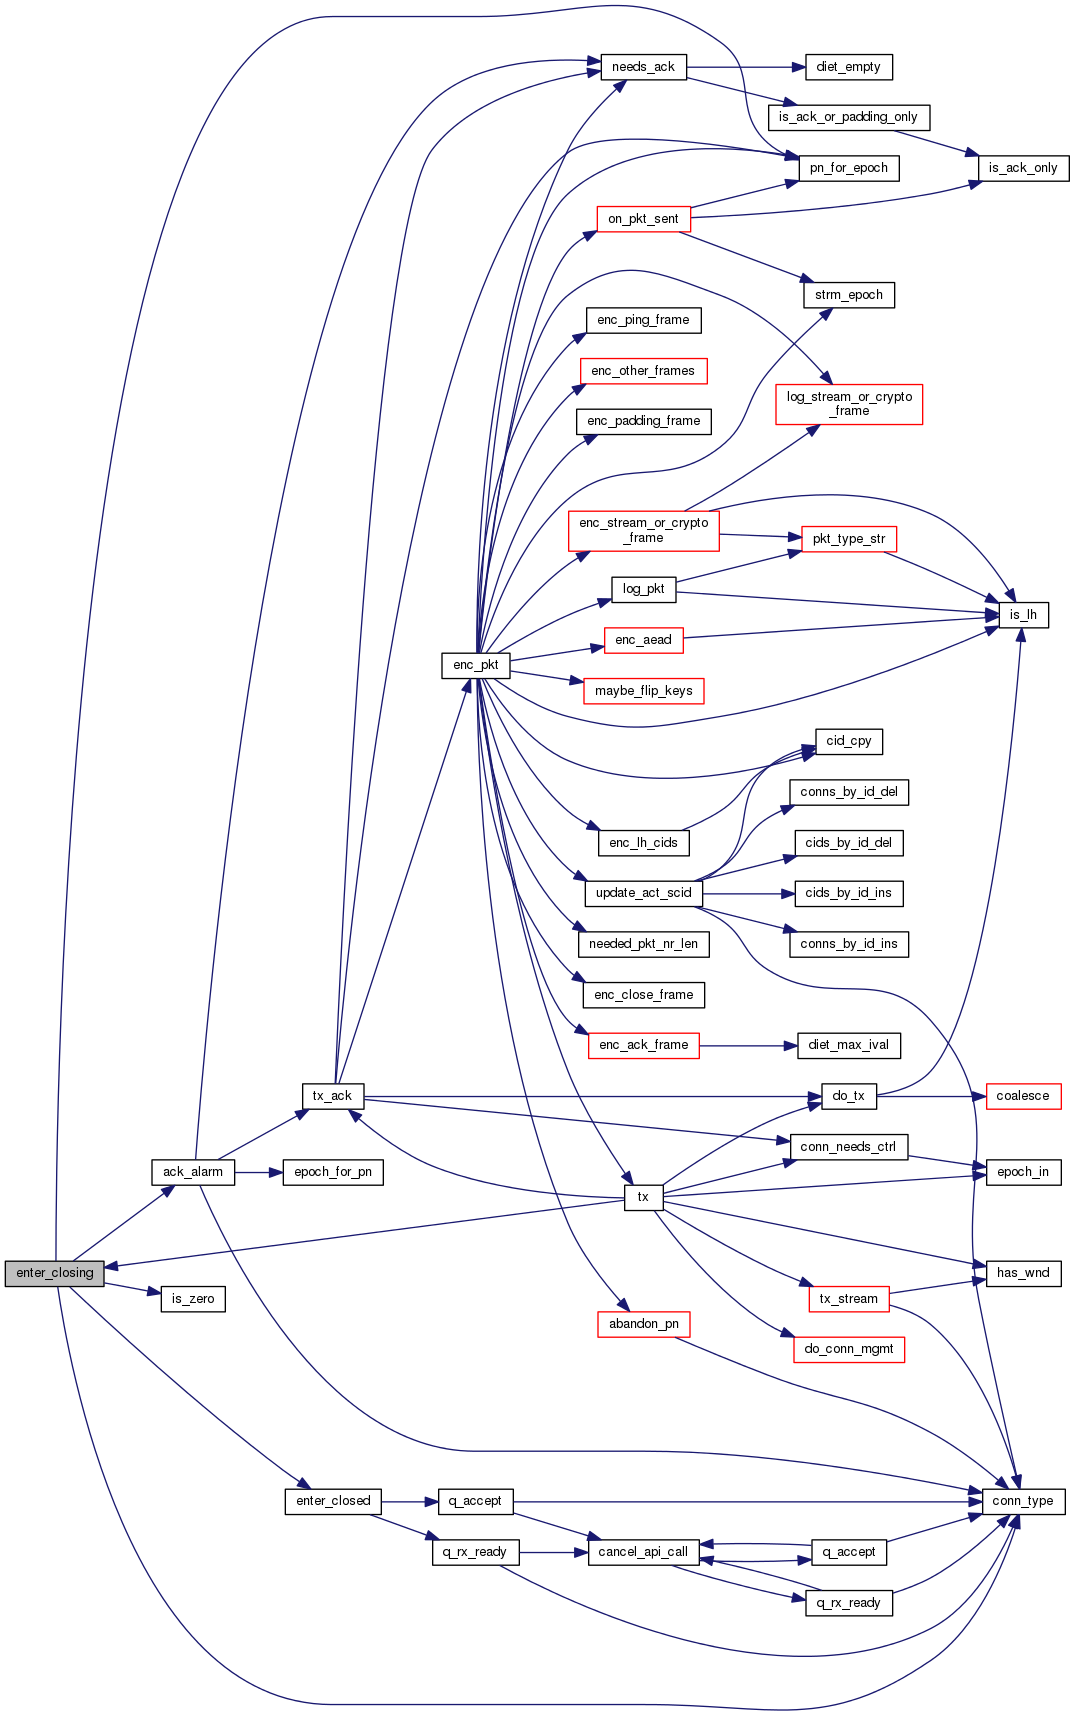 needs_ack
diet_empty
is_ack_or_padding_only
is_ack_only
pn_for_epoch
on_pkt_sent
strm_epoch
enc_ping_frame
enc_other_frames
log_stream_or_crypto
_frame
enc_padding_frame
enc_stream_or_crypto
_frame
pkt_type_str
log_pkt
is_lh
enc_aead
enc_pkt
maybe_flip_keys
cid_cpy
conns_by_id_del
enc_lh_cids
cids_by_id_del
update_act_scid
cids_by_id_ins
needed_pkt_nr_len
conns_by_id_ins
enc_close_frame
enc_ack_frame
diet_max_ival
tx_ack
do_tx
coalesce
conn_needs_ctrl
ack_alarm
epoch_for_pn
epoch_in
tx
enter_closing
has_wnd
is_zero
tx_stream
abandon_pn
do_conn_mgmt
enter_closed
q_accept
conn_type
q_rx_ready
cancel_api_call
q_accept
q_rx_ready